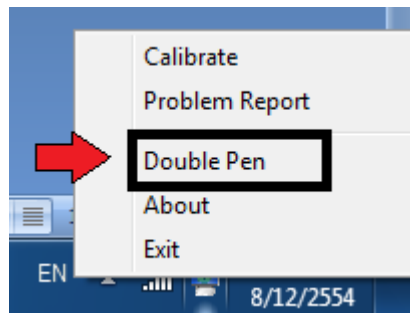 Calibrate
Problem Report
Double Pen
About
Exit
EN
8/12/2554